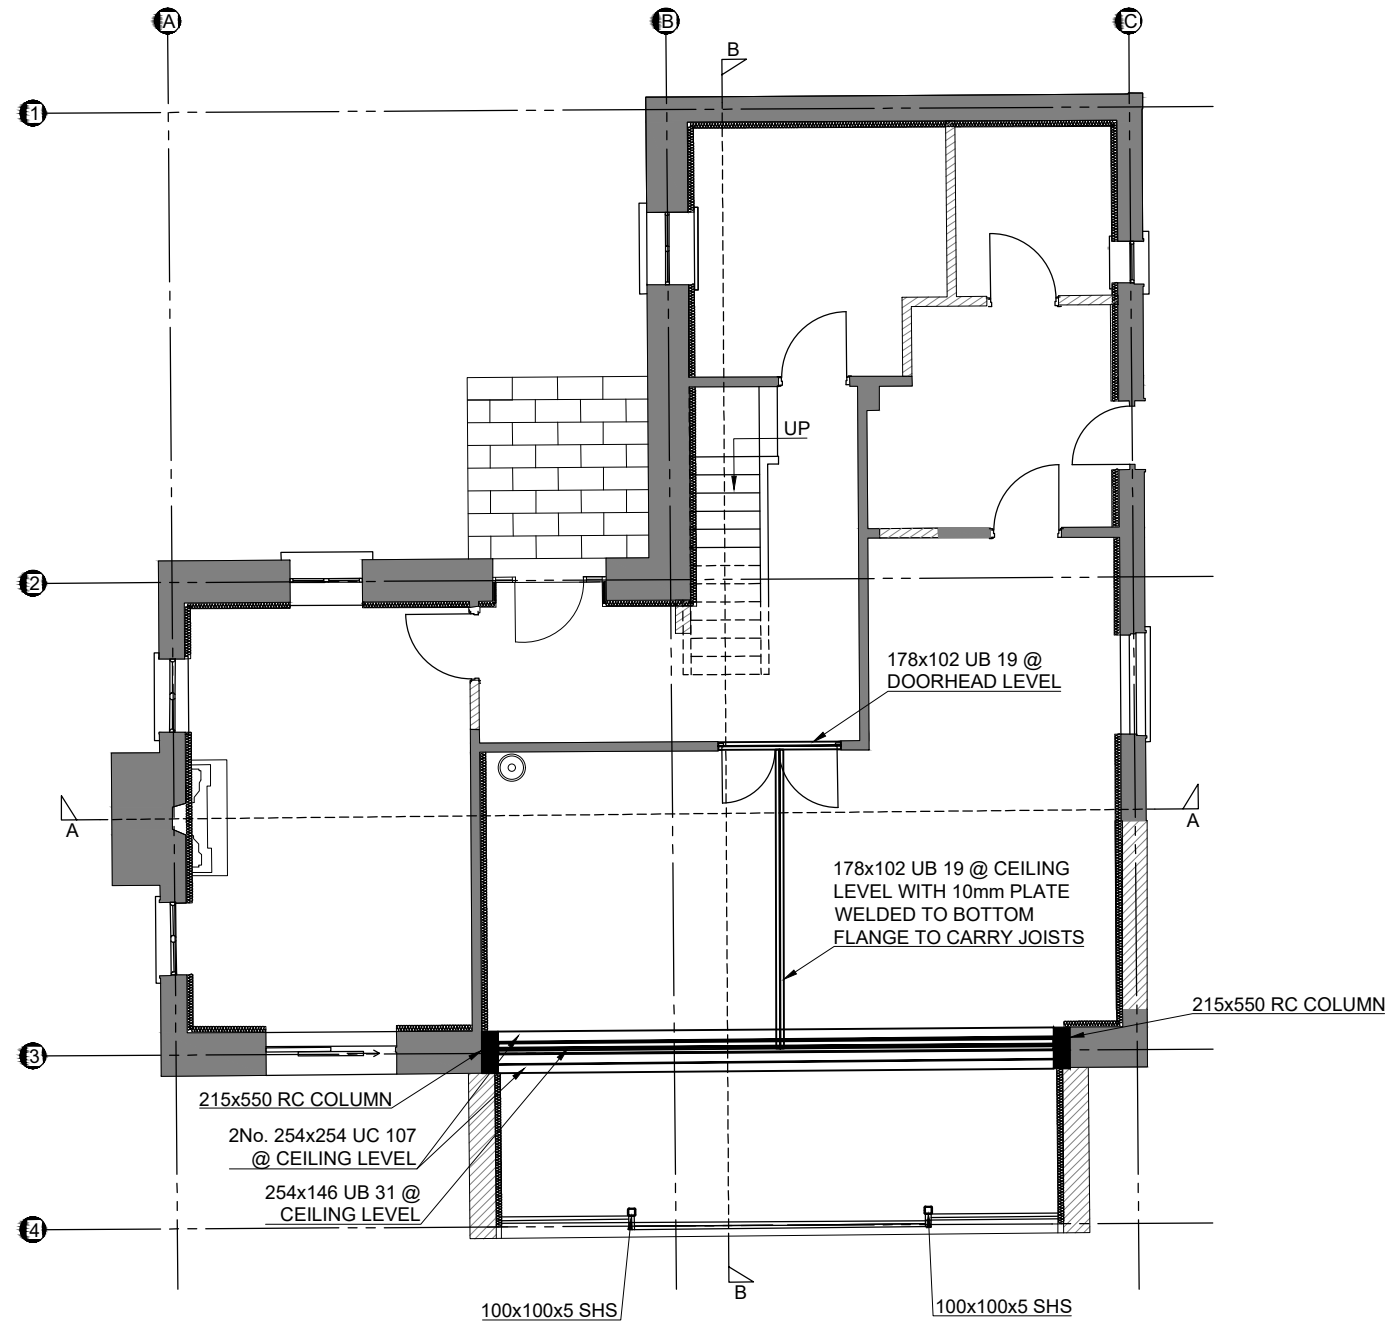 A
B
C
B
1
UP
2
178x102 UB 19 @
DOORHEAD LEVEL
A
A
178x102 UB 19 @ CEILING
LEVEL WITH 10mm PLATE
WELDED TO BOTTOM
FLANGE TO CARRY JOISTS
215x550 RC COLUMN
3
215x550 RC COLUMN
2No. 254x254 UC 107
@ CEILING LEVEL
254x146 UB 31 @
CEILING LEVEL
4
B
100x100x5 SHS
100x100x5 SHS